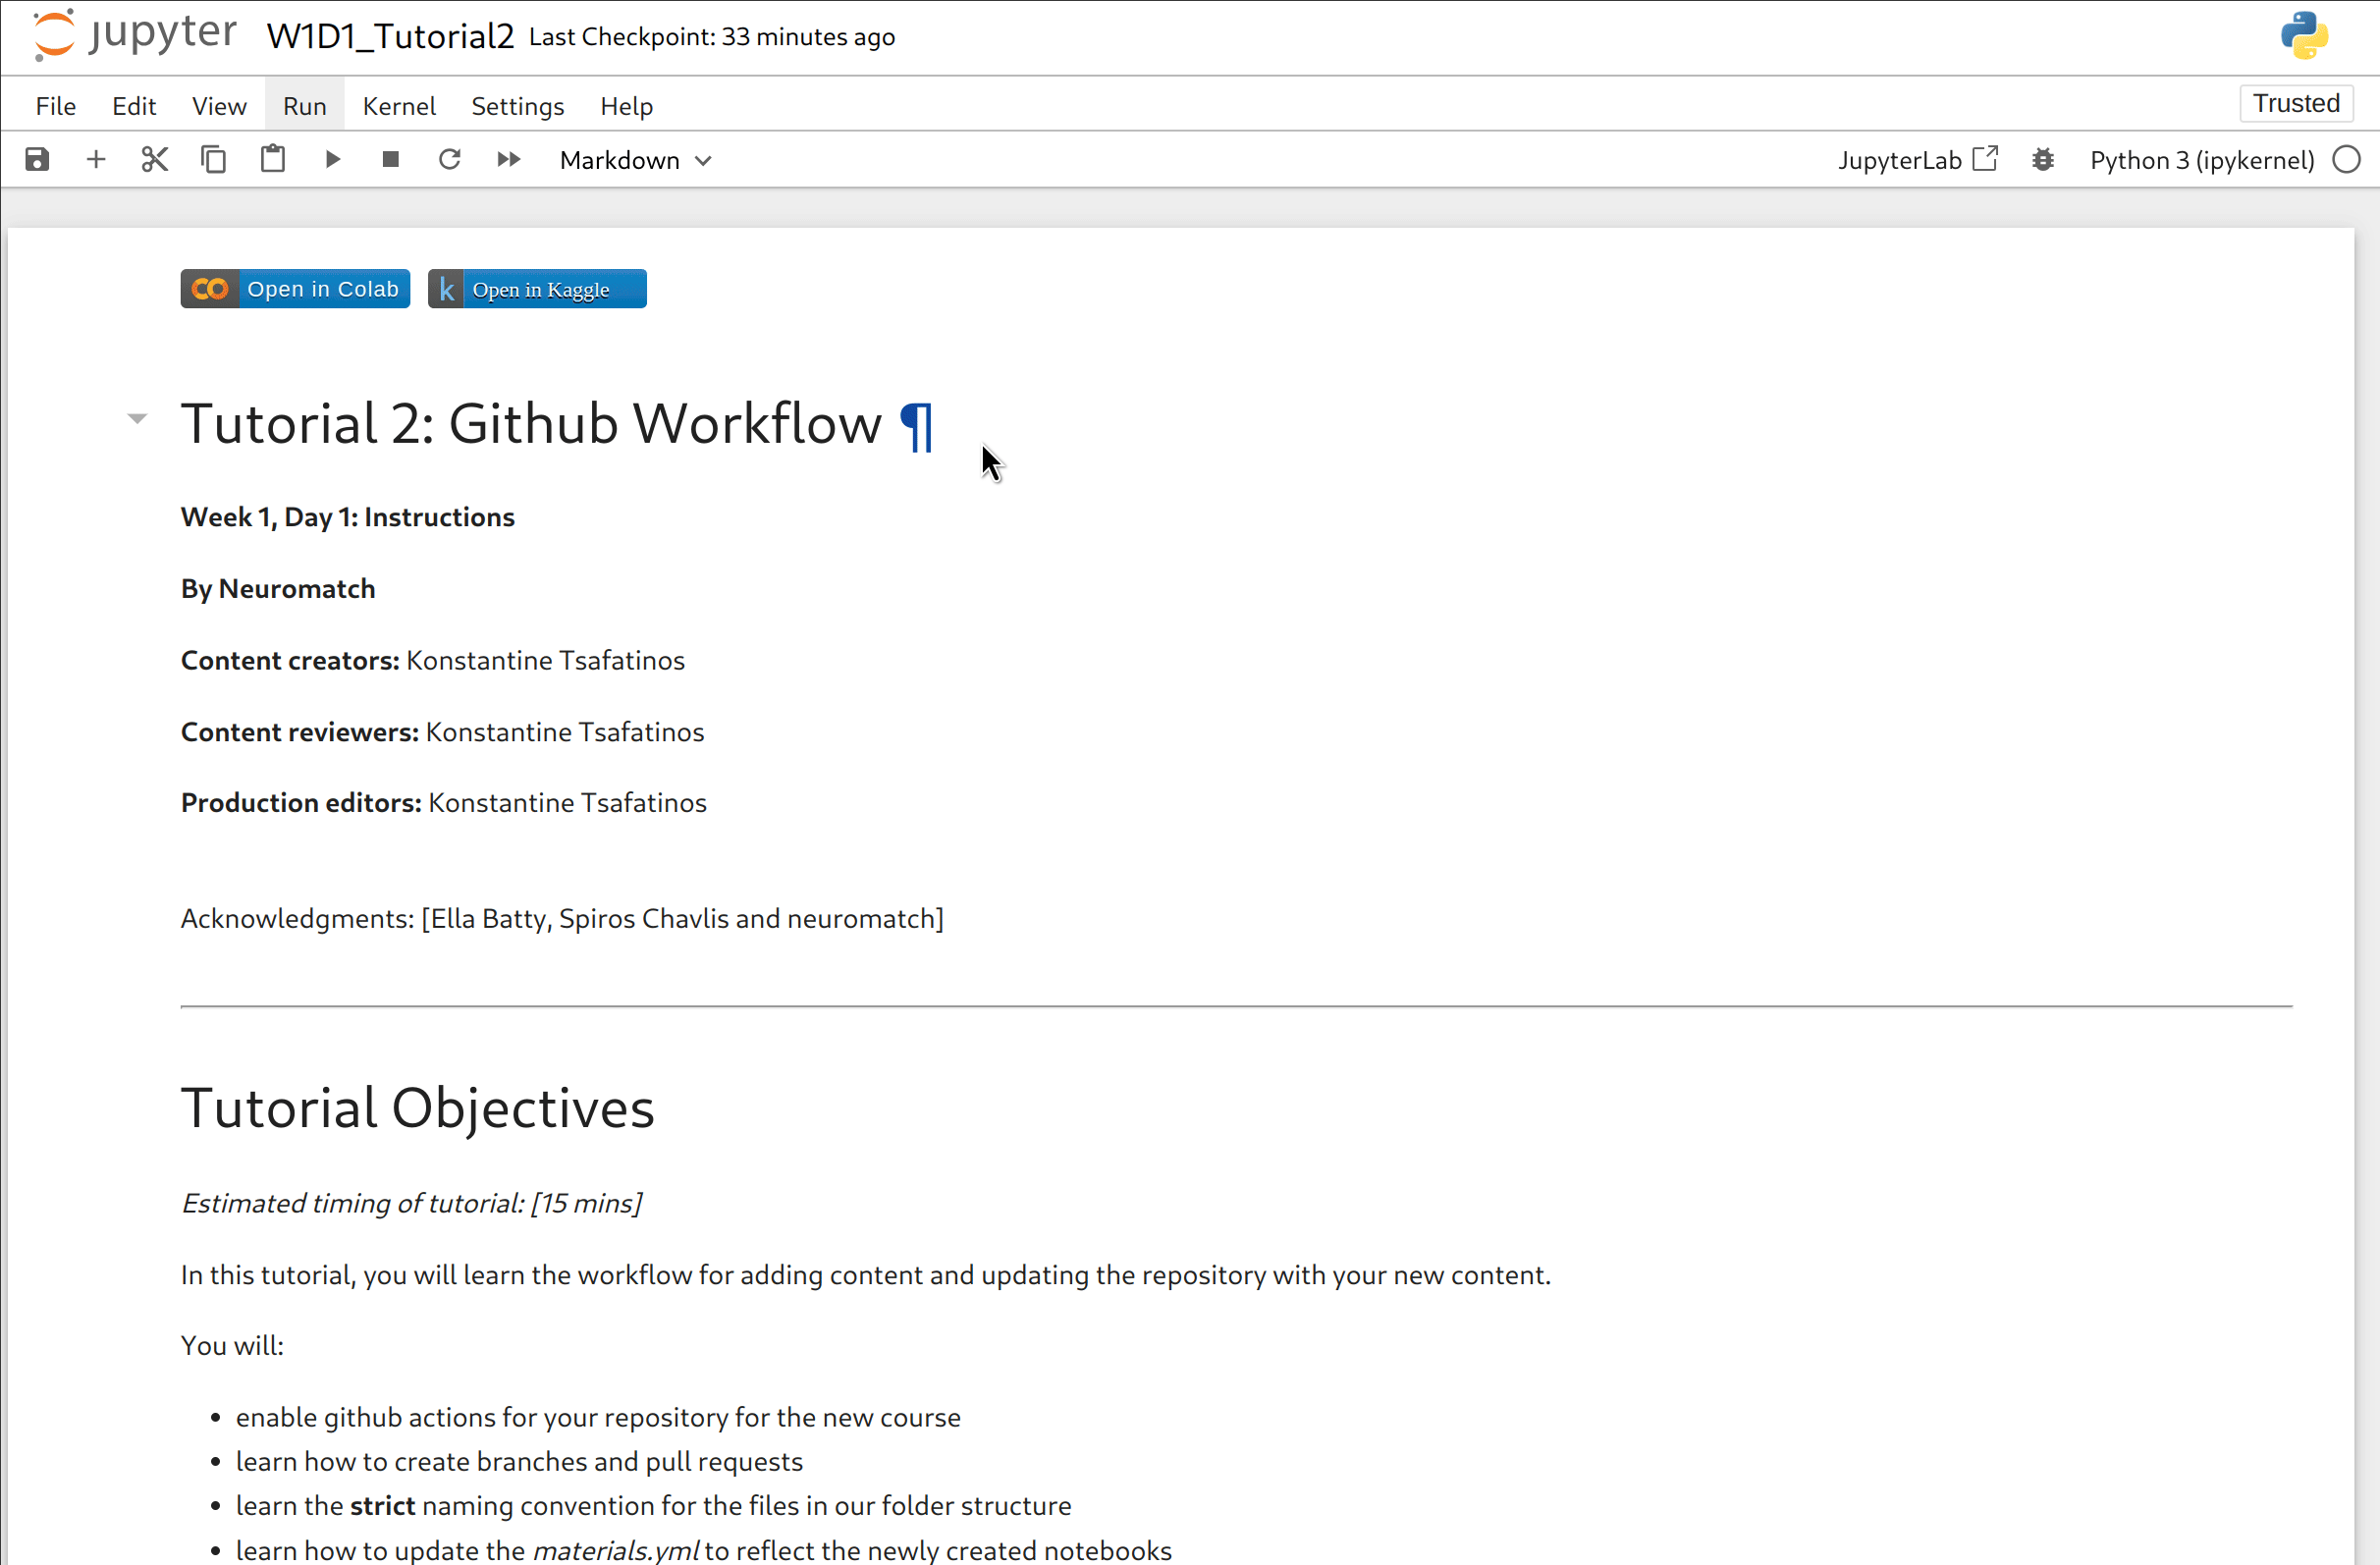 jupyter W1D1_Tutorial2 Last Checkpoint: 33 minutes ago
File Edit View Run Kernel Settings Help Trusted
Markdown JupyterLab Python 3 (ipykernel)
Open in Colab k Open in Kaggle
Tutorial 2: Github Workflow ¶
Week 1, Day 1: Instructions
By Neuromatch
Content creators: Konstantine Tsafatinos
Content reviewers: Konstantine Tsafatinos
Production editors: Konstantine Tsafatinos
Acknowledgments: [Ella Batty, Spiros Chavlis and neuromatch]
Tutorial Objectives
Estimated timing of tutorial: [15 mins]
In this tutorial, you will learn the workflow for adding content and updating the repository with your new content.
You will:
• enable github actions for your repository for the new course
• learn how to create branches and pull requests
• learn the strict naming convention for the files in our folder structure
• learn how to update the materials.yml to reflect the newly created notebooks